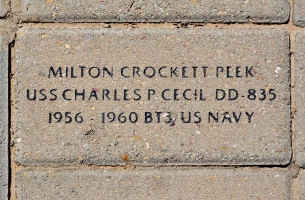 MILTON CROCKETT PEEK
USS CHARLES P CECIL DD-835
1956 - 1960 BT3, US NAVY